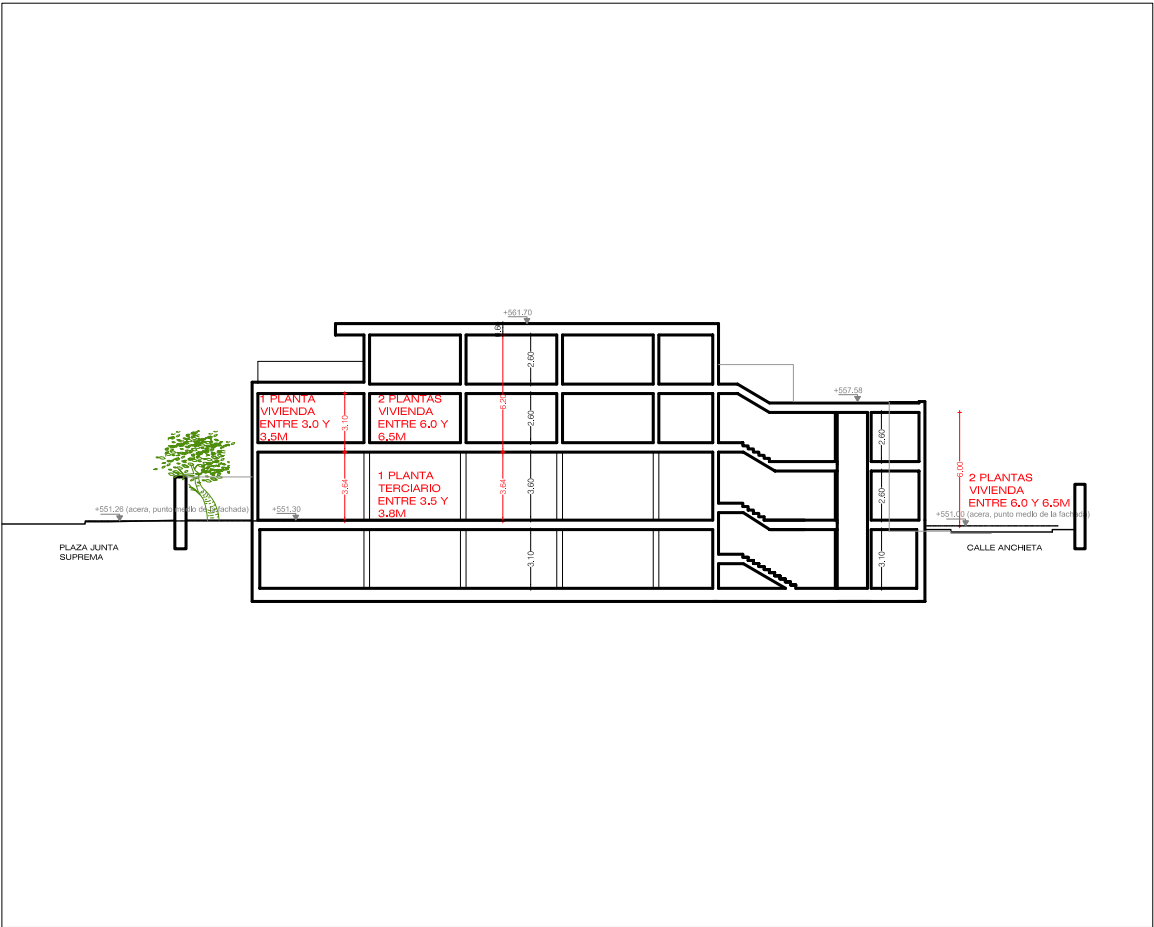 +561.70
0.60
2.60
+557.58
1 PLANTA
VIVIENDA
ENTRE 3.0 Y
3,5M
3.10
2 PLANTAS
VIVIENDA
ENTRE 6.0 Y
6,5M
6.20
2.60
2.60
6.00
1 PLANTA
TERCIARIO
ENTRE 3.5 Y
3.8M
3.64
3.64
3.60
2.60
2 PLANTAS
VIVIENDA
ENTRE 6.0 Y 6,5M
+551.26 (acera, punto medio de la fachada)
+551.30
+551.00 (acera, punto medio de la fachada)
PLAZA JUNTA
SUPREMA
CALLE ANCHIETA
3.10
3.10